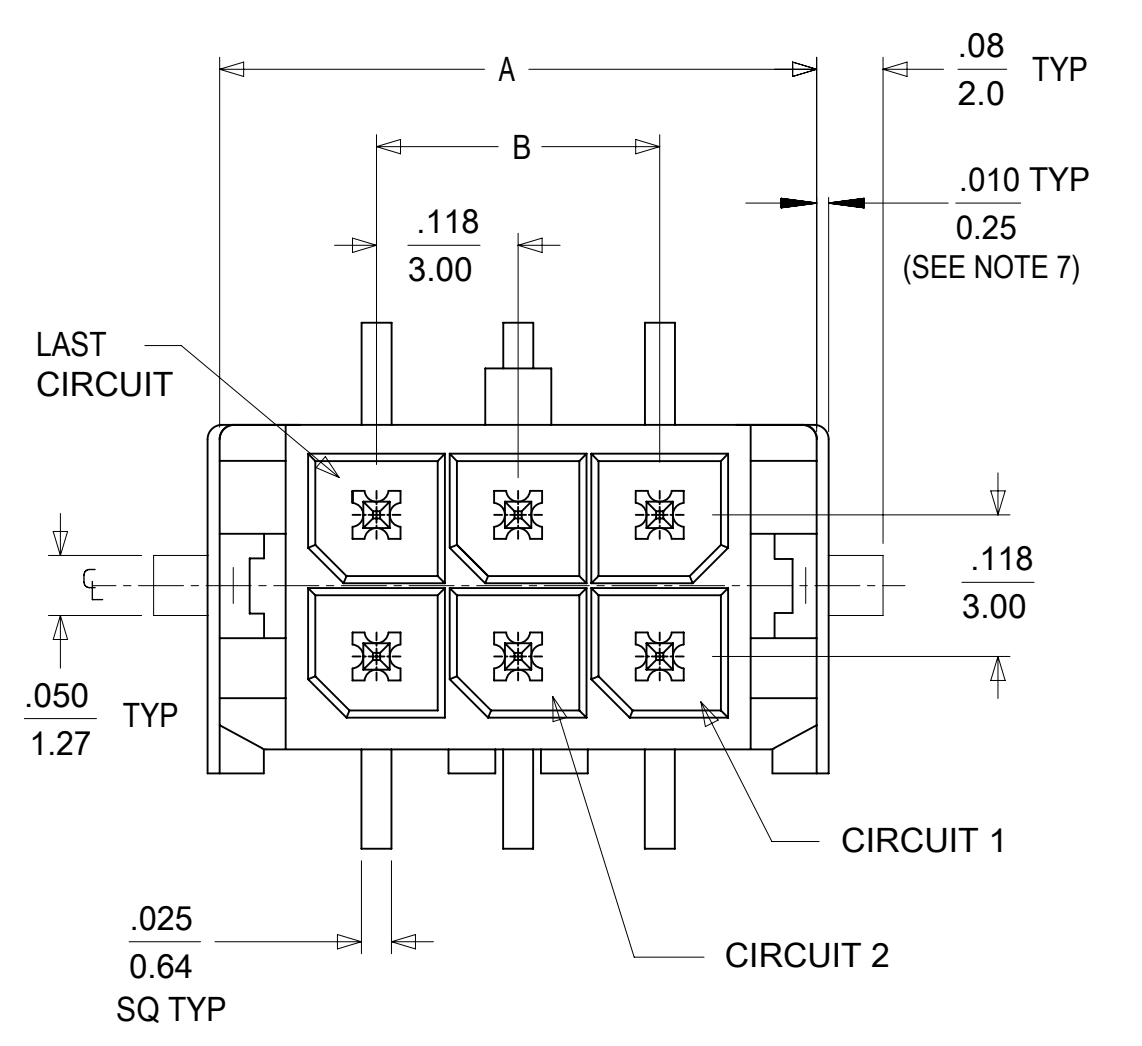 A
.08
2.0
TYP
B
.010 TYP
0.25
(SEE NOTE 7)
.118
3.00
LAST
CIRCUIT
℄
.118
3.00
.050
1.27
TYP
CIRCUIT 1
.025
0.64
SQ TYP
CIRCUIT 2